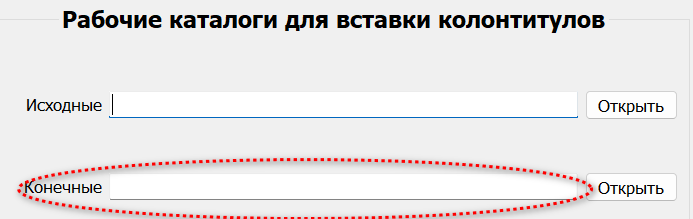 Рабочие каталоги для вставки колонтитулов
Исходные Открыть
Конечные Открыть